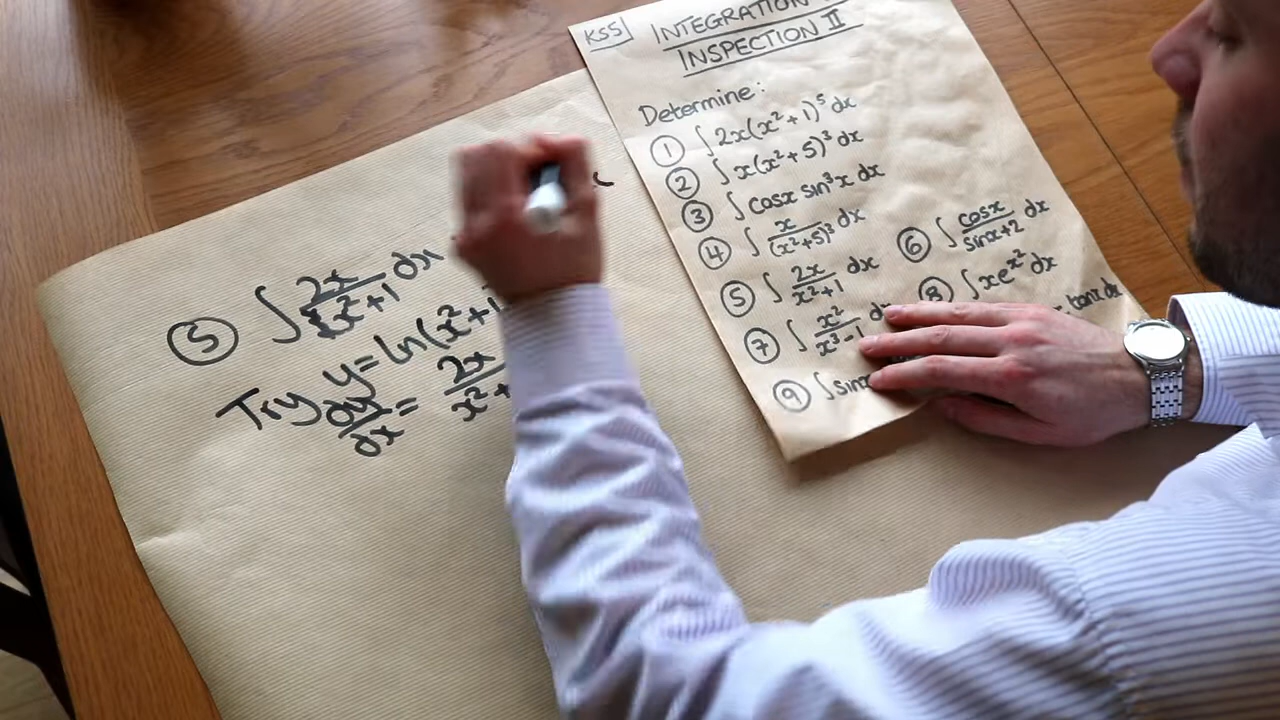 KS5 INTEGRATION
INSPECTION II
Determine:
① ∫2x(x²+1)⁵ dx
② ∫x(x²+5)³ dx
③ ∫cosx sin³x dx
④ ∫x/(x²+5)³ dx
⑤ ∫2x/(x²+1) dx
⑥ ∫cosx/(sinx+2) dx
⑦ ∫x²/(x³-1) dx
⑧ ∫xe^(x²) dx
⑨ ∫sinx
tanx dx
⑤ ∫2x/(x²+1) dx
Try y=ln(x²+1
dy/dx = 2x/(x²+